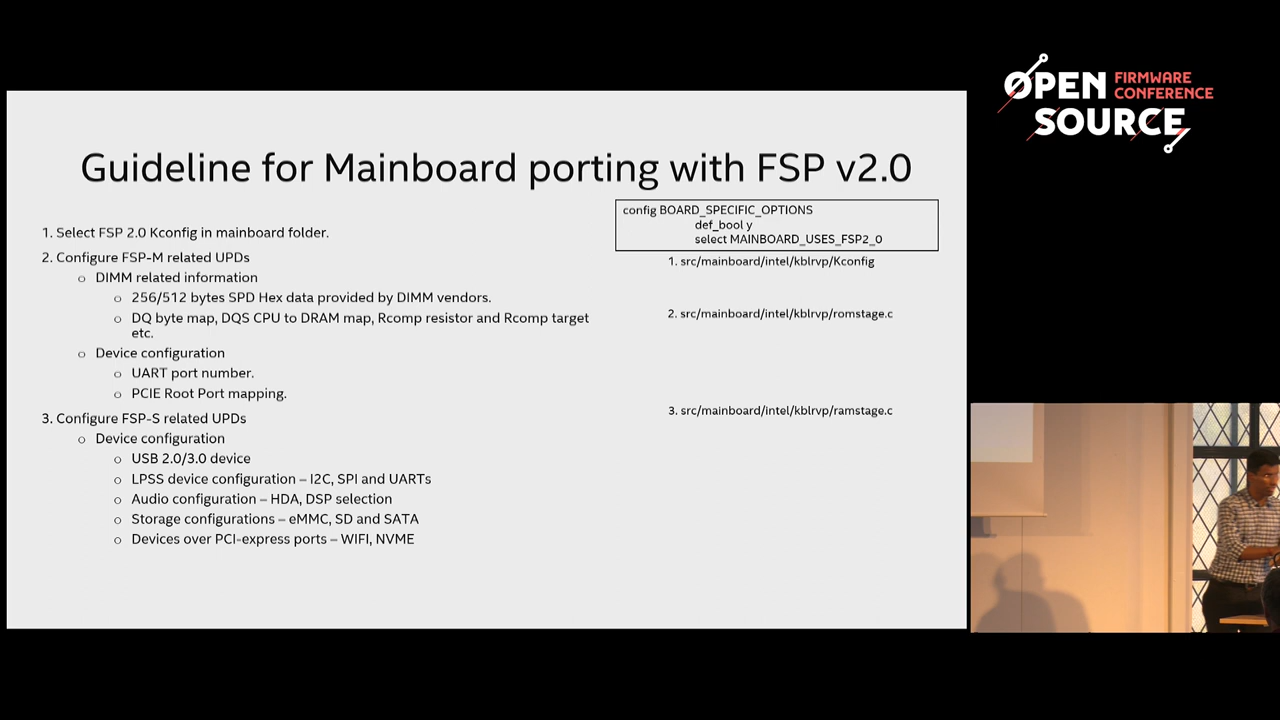 OPEN FIRMWARE
CONFERENCE
SOURCE
Guideline for Mainboard porting with FSP v2.0
1. Select FSP 2.0 Kconfig in mainboard folder.
2. Configure FSP-M related UPDs
o DIMM related information
o 256/512 bytes SPD Hex data provided by DIMM vendors.
o DQ byte map, DQS CPU to DRAM map, Rcomp resistor and Rcomp target
etc.
o Device configuration
o UART port number.
o PCIE Root Port mapping.
3. Configure FSP-S related UPDs
o Device configuration
o USB 2.0/3.0 device
o LPSS device configuration – I2C, SPI and UARTs
o Audio configuration – HDA, DSP selection
o Storage configurations – eMMC, SD and SATA
o Devices over PCI-express ports – WIFI, NVME
config BOARD_SPECIFIC_OPTIONS
def_bool y
select MAINBOARD_USES_FSP2_0
1. src/mainboard/intel/kblrvp/Kconfig
2. src/mainboard/intel/kblrvp/romstage.c
3. src/mainboard/intel/kblrvp/ramstage.c